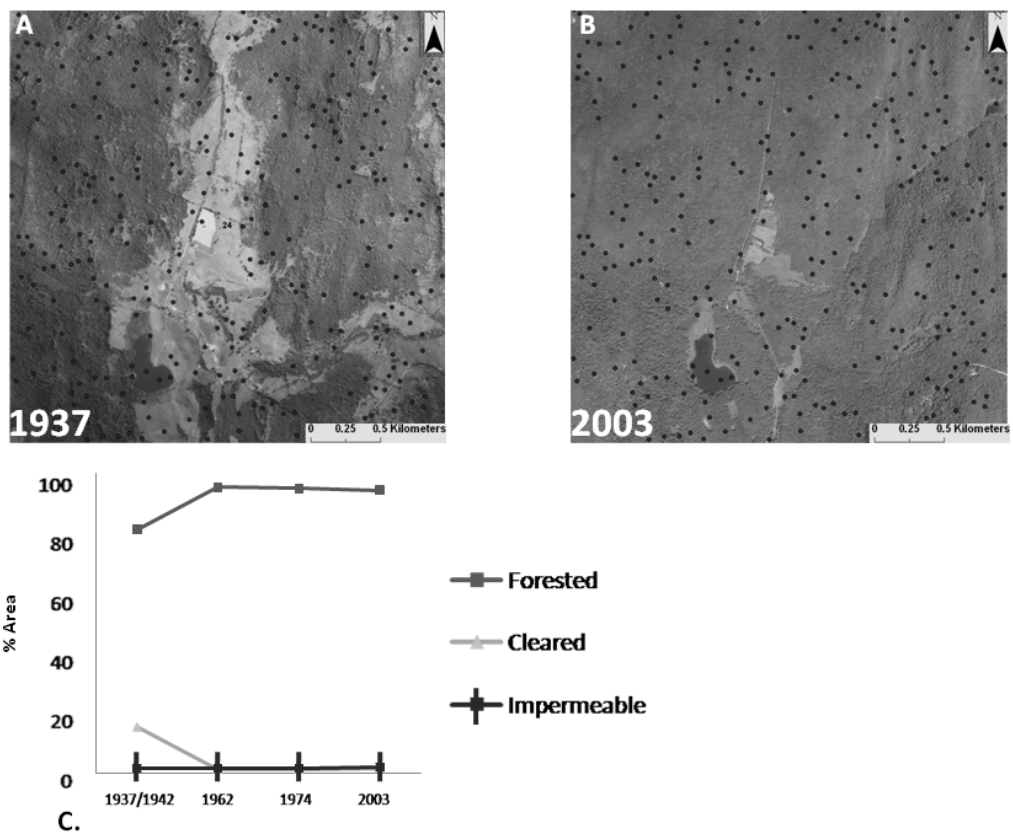 A
N
B
N
24
1937
0 0.25 0.5 Kilometers
2003
0 0.25 0.5 Kilometers
100
80
60
40
20
0
% Area
Forested
Cleared
Impermeable
1937/1942 1962 1974 2003
C.